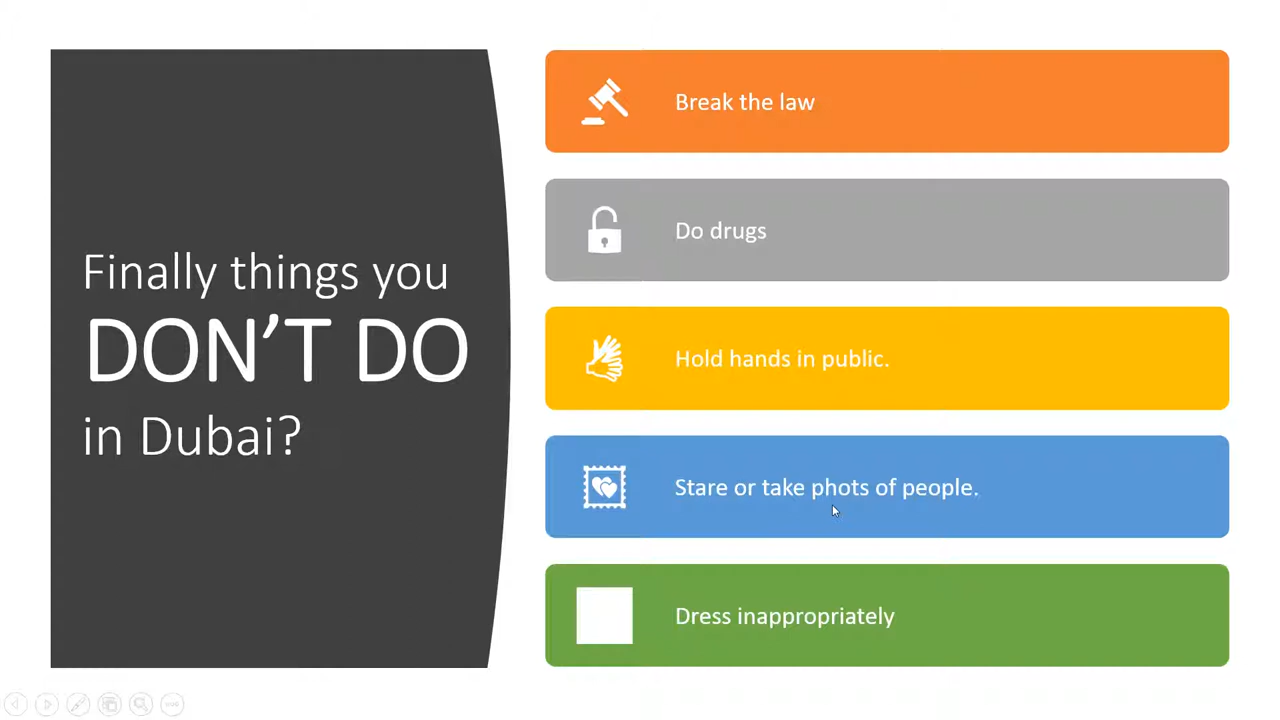 Finally things you
DON’T DO
in Dubai?
Break the law
Do drugs
Hold hands in public.
Stare or take phots of people.
Dress inappropriately